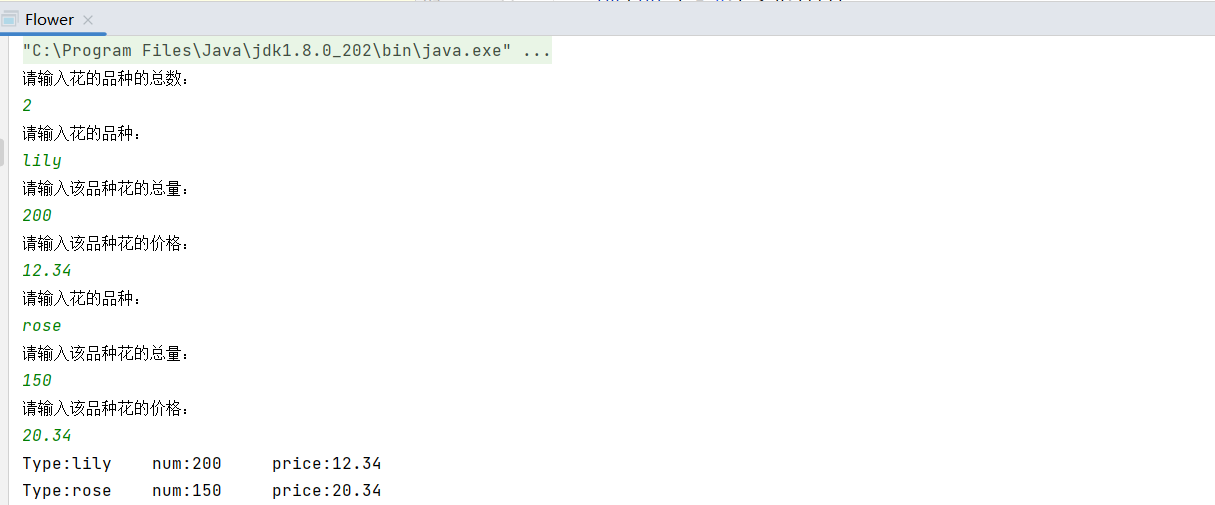 Flower
"C:\Program Files\Java\jdk1.8.0_202\bin\java.exe" ...
请输入花的品种的总数：
2
请输入花的品种：
lily
请输入该品种花的总量：
200
请输入该品种花的价格：
12.34
请输入花的品种：
rose
请输入该品种花的总量：
150
请输入该品种花的价格：
20.34
Type:lily    num:200     price:12.34
Type:rose    num:150     price:20.34